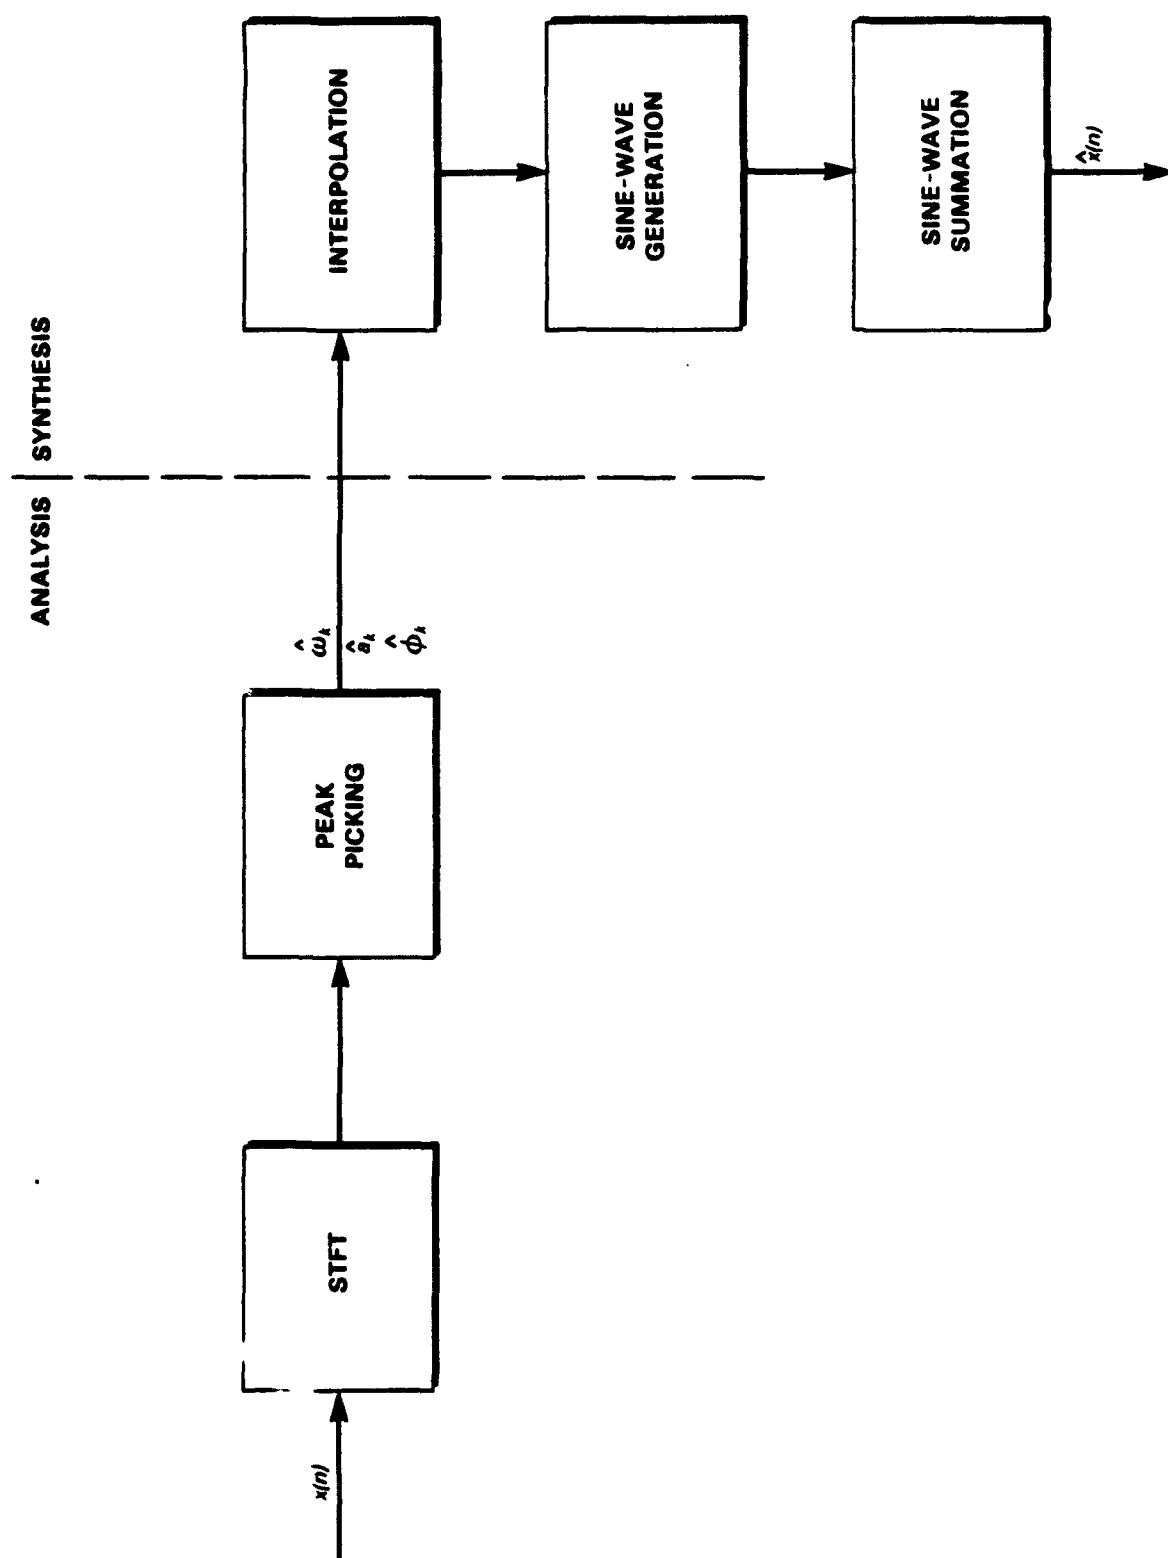 ANALYSIS
SYNTHESIS
x(n)
STFT
PEAK
PICKING
ω̂ₖ
âₖ
ϕ̂ₖ
INTERPOLATION
SINE-WAVE
GENERATION
SINE-WAVE
SUMMATION
x̂(n)